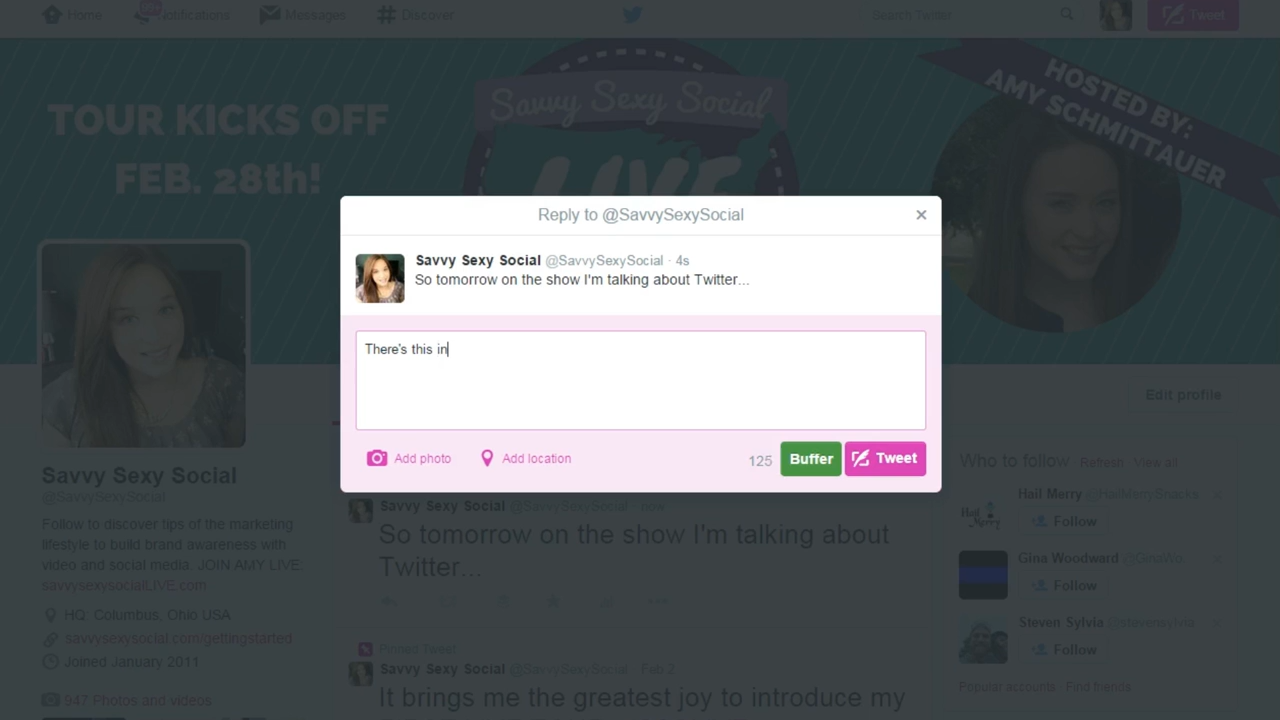 Home
Notifications
Messages
Discover
Search Twitter
Tweet
TOUR KICKS OFF
FEB. 28th!
Savvy Sexy Social
LIVE
HOSTED BY:
AMY SCHMITTAUER
Reply to @SavvySexySocial
×
Savvy Sexy Social @SavvySexySocial · 4s
So tomorrow on the show I'm talking about Twitter...
There's this in
Add photo
Add location
125
Buffer
Tweet
Edit profile
Savvy Sexy Social
@SavvySexySocial
Follow to discover tips of the marketing
lifestyle to build brand awareness with
video and social media. JOIN AMY LIVE:
savvysexysocialLIVE.com
HQ: Columbus, Ohio USA
savvysexysocial.com/gettingstarted
Joined January 2011
947 Photos and videos
Savvy Sexy Social @SavvySexySocial · now
So tomorrow on the show I'm talking about
Twitter...
Pinned Tweet
Savvy Sexy Social @SavvySexySocial · Feb 2
It brings me the greatest joy to introduce my
Who to follow · Refresh · View all
Hail Merry @HailMerrySnacks
Follow
Gina Woodward @GinaWo
Follow
Steven Sylvia @stevensylvia
Follow
Popular accounts · Find friends